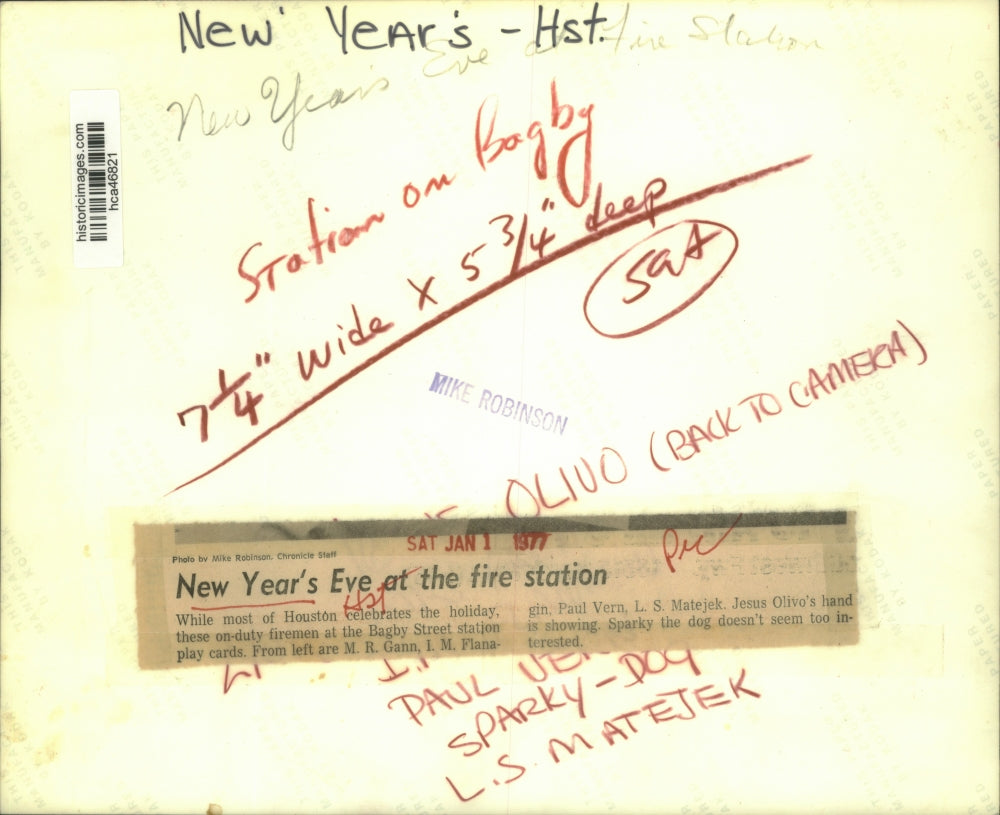 New Year's - Hst.
New Year's Eve at Fire Station
historicimages.com
hca46821
Station on Bagby
7 1/4" wide x 5 3/4" deep
Sat
MIKE ROBINSON
OLIVO (BACK TO CAMERA)
SAT JAN 1 1977
Pic
Photo by Mike Robinson, Chronicle Staff
New Year's Eve at the fire station
Hst
While most of Houston celebrates the holiday,
these on-duty firemen at the Bagby Street station
play cards. From left are M. R. Gann, I. M. Flana-
gin, Paul Vern, L. S. Matejek. Jesus Olivo's hand
is showing. Sparky the dog doesn't seem too in-
terested.
PAUL VERN
SPARKY-DOG
L.S. MATEJEK